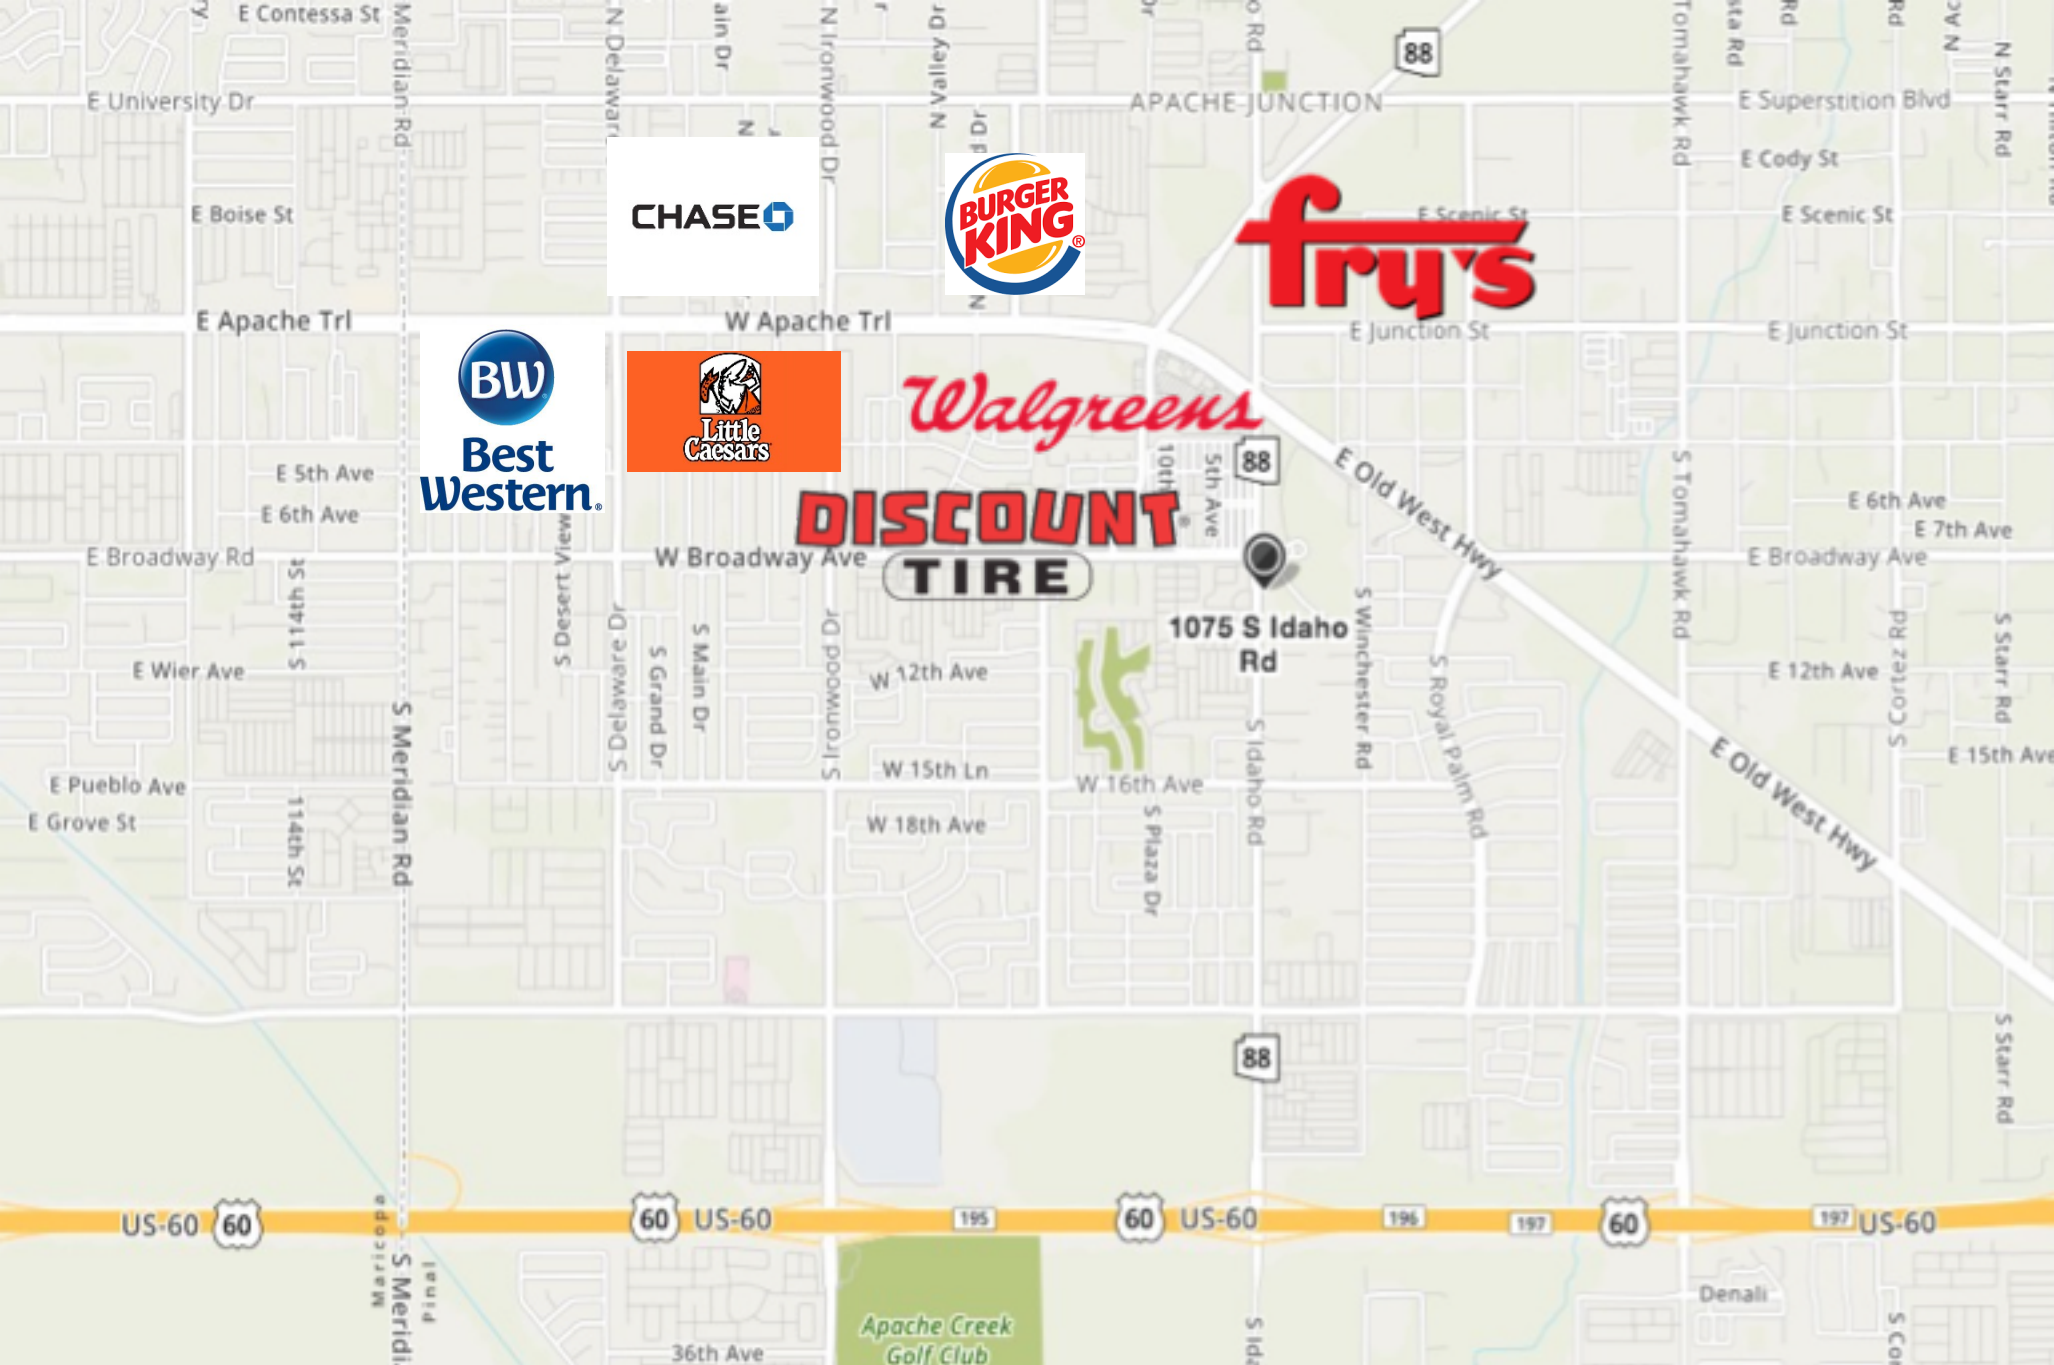 E Contessa St
Meridian Rd
N Ironwood Dr
N Valley Dr
88
E University Dr
APACHE JUNCTION
Tomahawk Rd
E Superstition Blvd
N Starr Rd
E Cody St
E Boise St
CHASE
BURGER
KING®
fry's
E Scenic St
E Scenic St
E Apache Trl
W Apache Trl
E Junction St
E Junction St
BW
Best
Western®
Little
Caesars
Walgreens
10th
5th Ave
88
E Old West Hwy
S Tomahawk Rd
E 5th Ave
E 6th Ave
E 6th Ave
E 7th Ave
DISCOUNT®
TIRE
E Broadway Rd
S 114th St
S Desert View
W Broadway Ave
E Broadway Ave
1075 S Idaho
Rd
S Delaware Dr
S Grand Dr
S Main Dr
S Ironwood Dr
W 12th Ave
S Winchester Rd
S Royal Palm Rd
E 12th Ave
S Cortez Rd
S Starr Rd
E Wier Ave
S Meridian Rd
E Pueblo Ave
E Grove St
114th St
W 15th Ln
W 16th Ave
W 18th Ave
S Plaza Dr
S Idaho Rd
E Old West Hwy
E 15th Ave
88
S Starr Rd
US-60
60
60
US-60
195
60
US-60
196
197
60
197
US-60
Maricopa
Pinal
S Meridi
Denali
Apache Creek
Golf Club
36th Ave